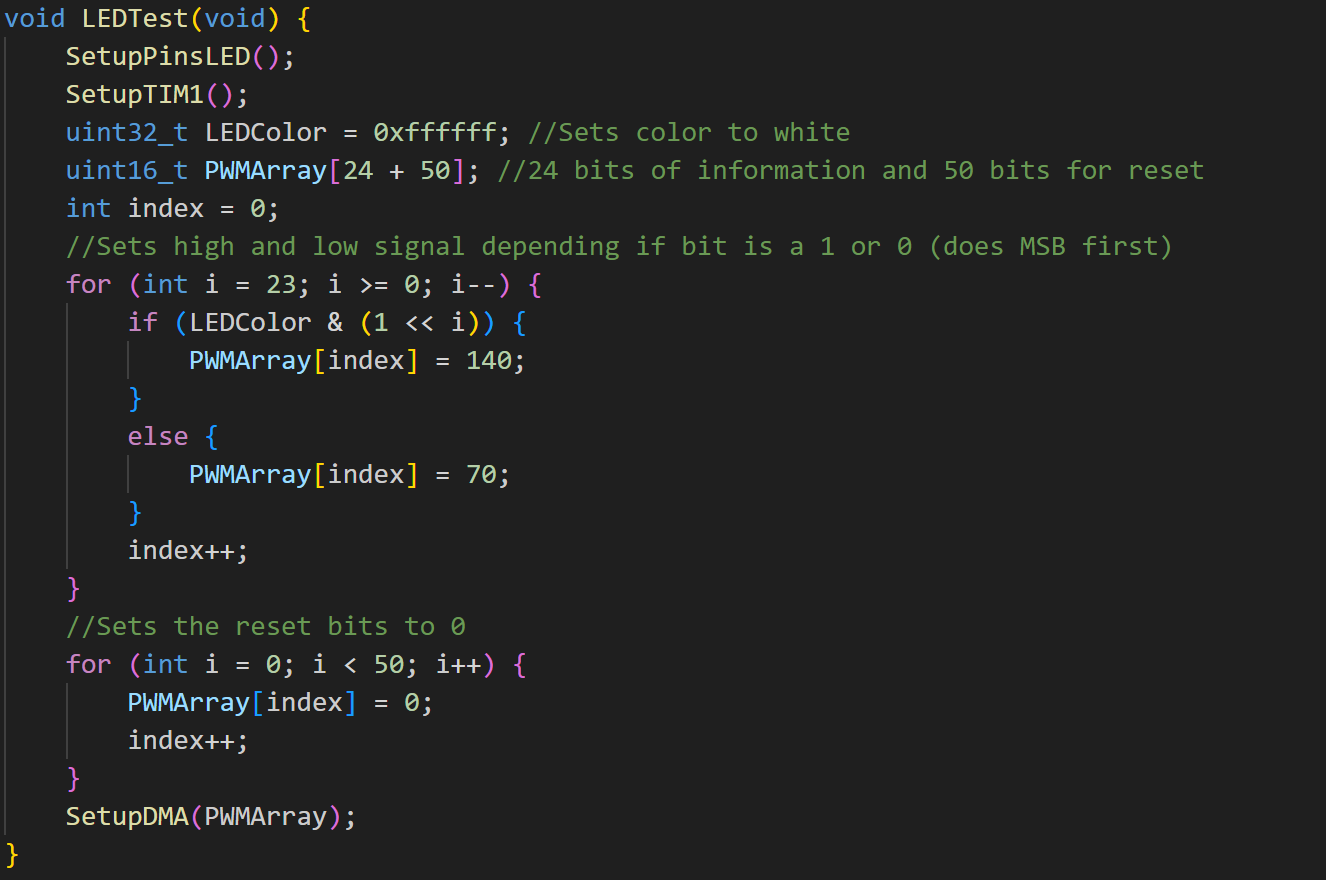 void LEDTest(void) {
    SetupPinsLED();
    SetupTIM1();
    uint32_t LEDColor = 0xffffff; //Sets color to white
    uint16_t PWMArray[24 + 50]; //24 bits of information and 50 bits for reset
    int index = 0;
    //Sets high and low signal depending if bit is a 1 or 0 (does MSB first)
    for (int i = 23; i >= 0; i--) {
        if (LEDColor & (1 << i)) {
            PWMArray[index] = 140;
        }
        else {
            PWMArray[index] = 70;
        }
        index++;
    }
    //Sets the reset bits to 0
    for (int i = 0; i < 50; i++) {
        PWMArray[index] = 0;
        index++;
    }
    SetupDMA(PWMArray);
}